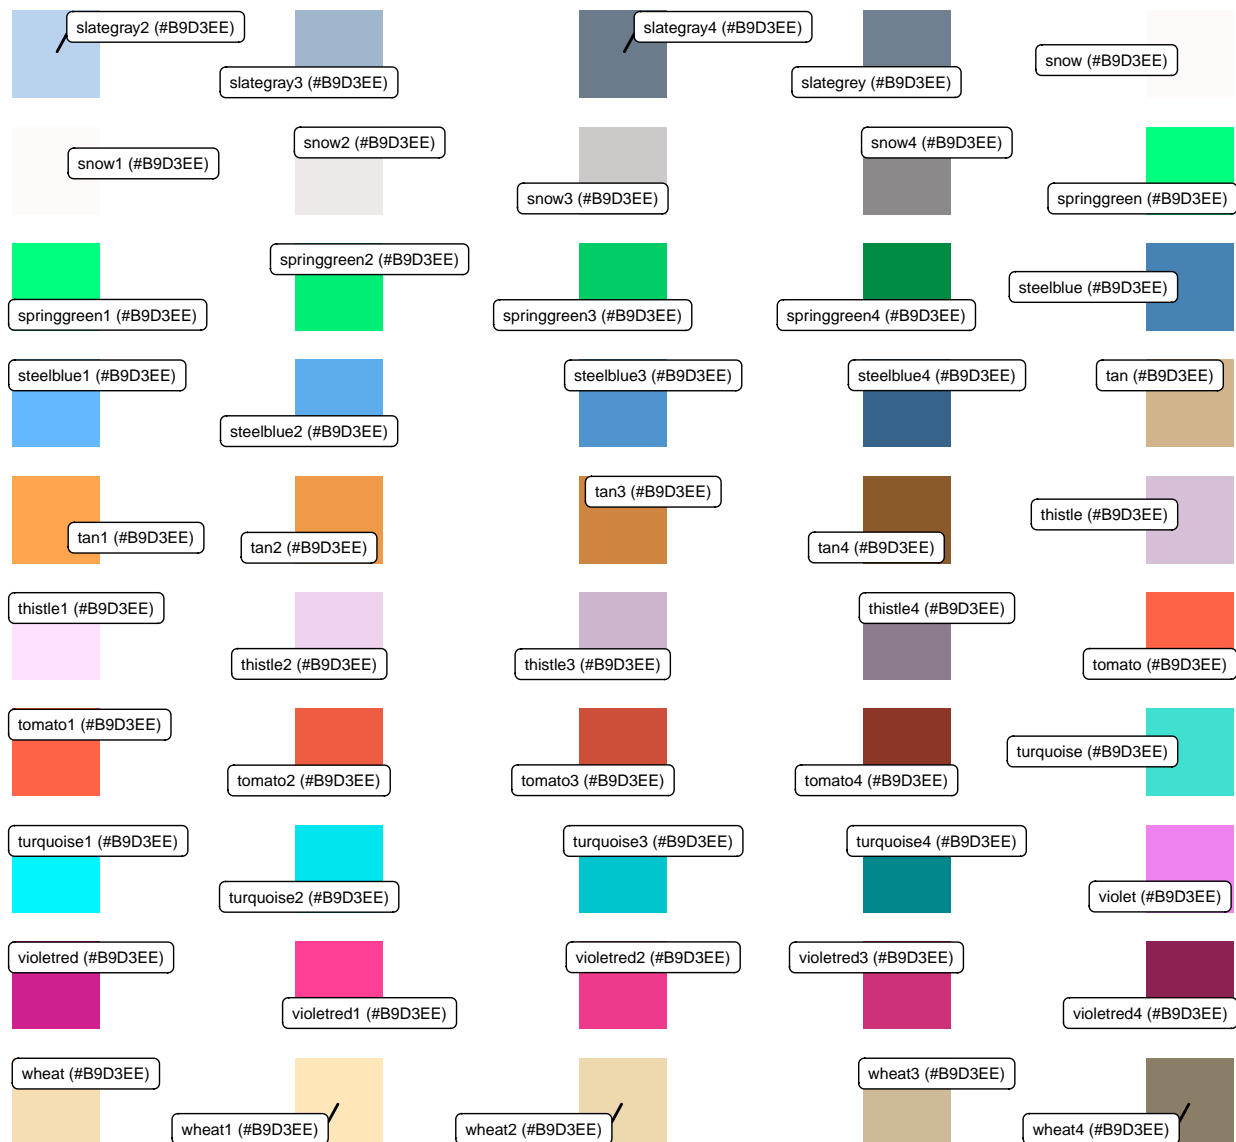 slategray2 (#B9D3EE)
slategray3 (#B9D3EE)
slategray4 (#B9D3EE)
slategrey (#B9D3EE)
snow (#B9D3EE)
snow1 (#B9D3EE)
snow2 (#B9D3EE)
snow3 (#B9D3EE)
snow4 (#B9D3EE)
springgreen (#B9D3EE)
springgreen1 (#B9D3EE)
springgreen2 (#B9D3EE)
springgreen3 (#B9D3EE)
springgreen4 (#B9D3EE)
steelblue (#B9D3EE)
steelblue1 (#B9D3EE)
steelblue2 (#B9D3EE)
steelblue3 (#B9D3EE)
steelblue4 (#B9D3EE)
tan (#B9D3EE)
tan1 (#B9D3EE)
tan2 (#B9D3EE)
tan3 (#B9D3EE)
tan4 (#B9D3EE)
thistle (#B9D3EE)
thistle1 (#B9D3EE)
thistle2 (#B9D3EE)
thistle3 (#B9D3EE)
thistle4 (#B9D3EE)
tomato (#B9D3EE)
tomato1 (#B9D3EE)
tomato2 (#B9D3EE)
tomato3 (#B9D3EE)
tomato4 (#B9D3EE)
turquoise (#B9D3EE)
turquoise1 (#B9D3EE)
turquoise2 (#B9D3EE)
turquoise3 (#B9D3EE)
turquoise4 (#B9D3EE)
violet (#B9D3EE)
violetred (#B9D3EE)
violetred1 (#B9D3EE)
violetred2 (#B9D3EE)
violetred3 (#B9D3EE)
violetred4 (#B9D3EE)
wheat (#B9D3EE)
wheat1 (#B9D3EE)
wheat2 (#B9D3EE)
wheat3 (#B9D3EE)
wheat4 (#B9D3EE)